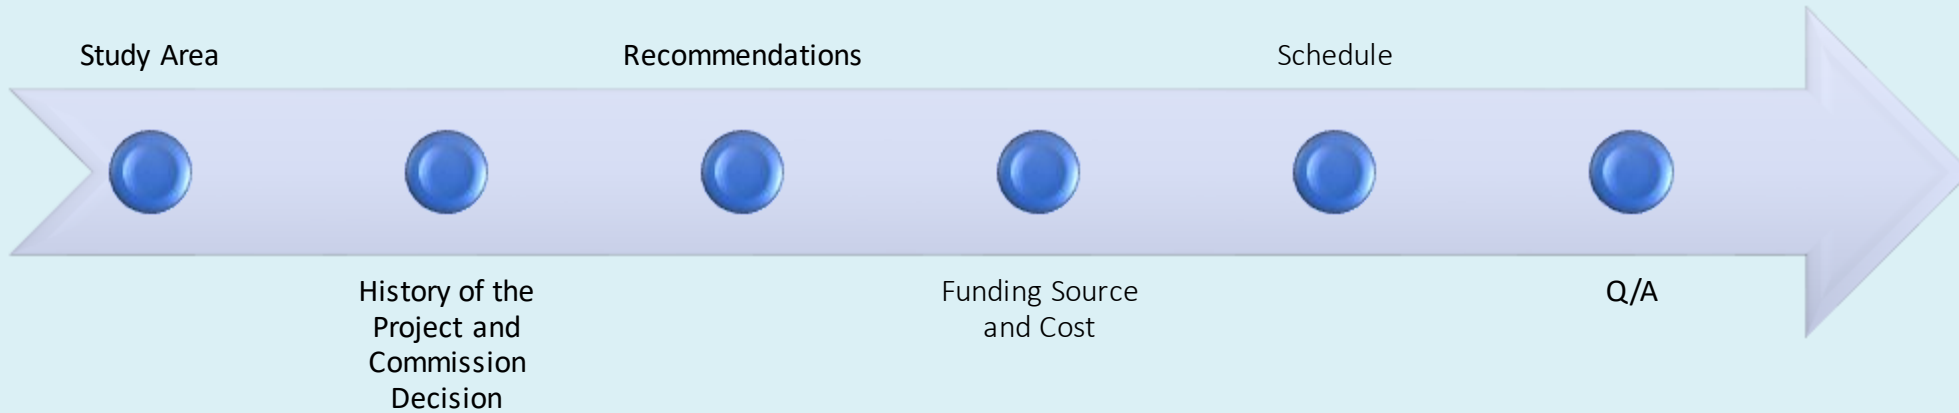 Study Area
Recommendations
Schedule
History of the
Project and
Commission
Decision
Funding Source
and Cost
Q/A